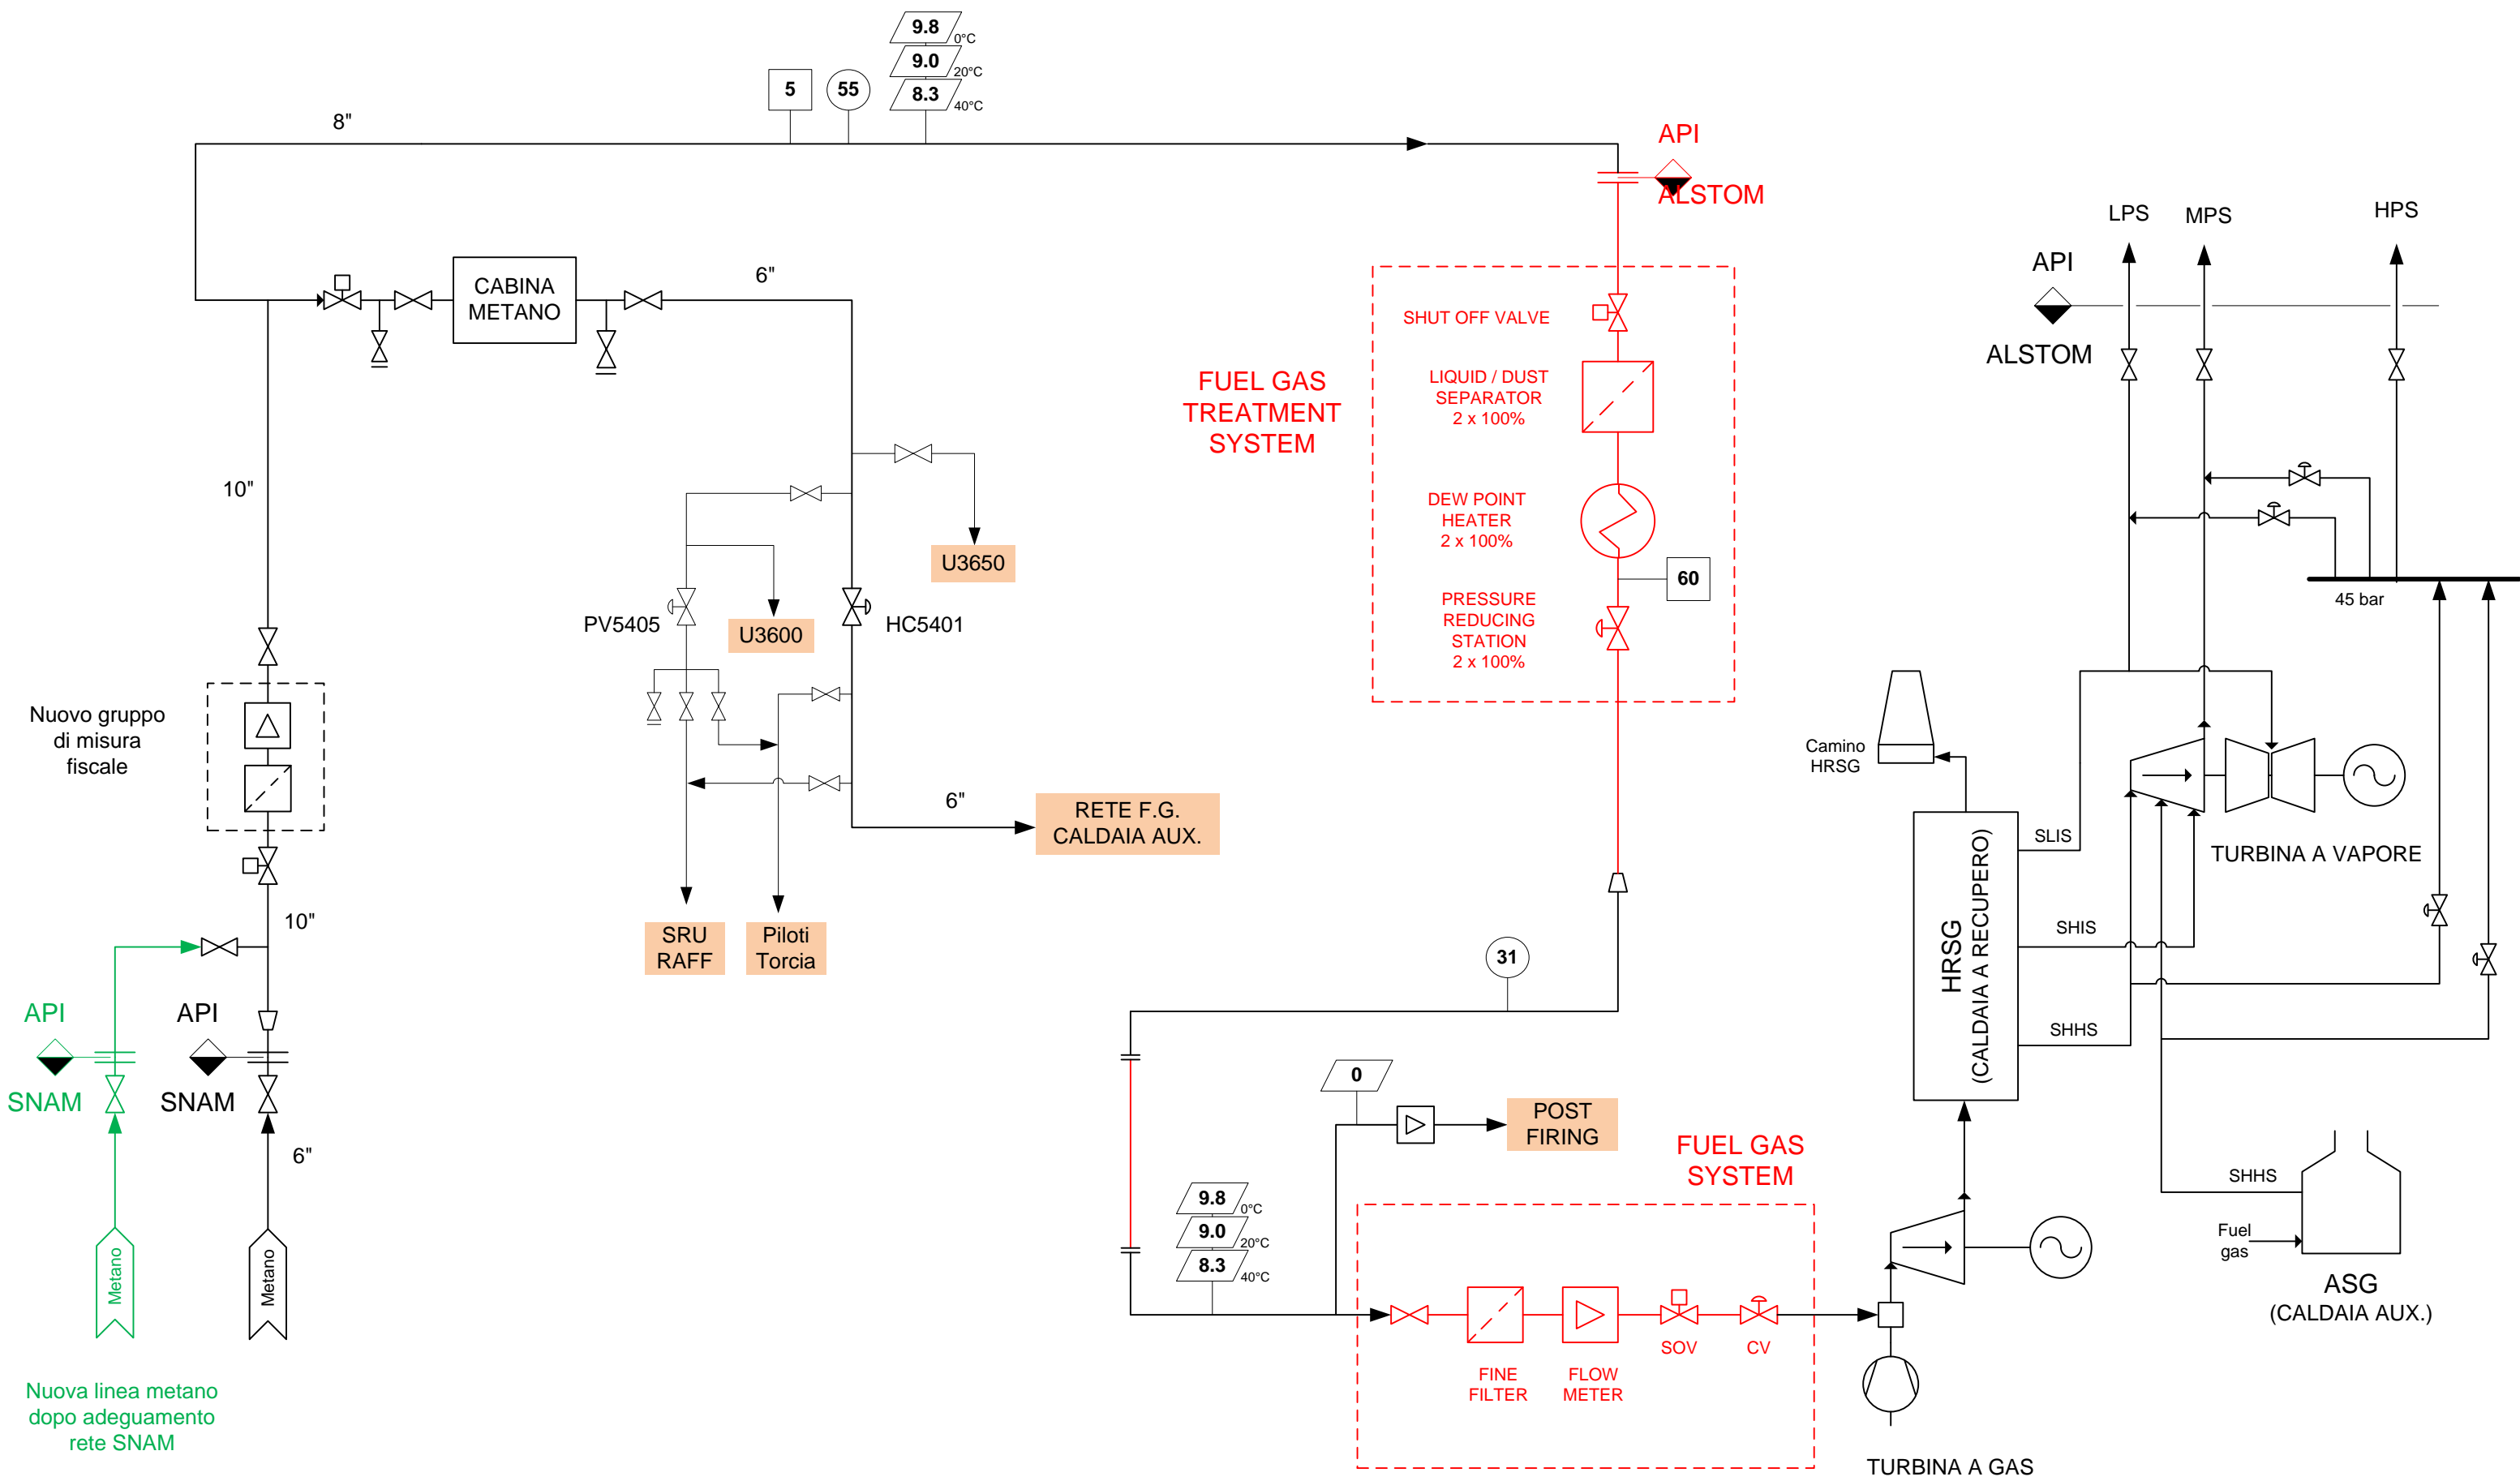 9.8
0°C
9.0
20°C
8.3
40°C
5
55
8"
API
ALSTOM
LPS
MPS
HPS
API
ALSTOM
CABINA
METANO
6"
SHUT OFF VALVE
FUEL GAS
TREATMENT
SYSTEM
LIQUID / DUST
SEPARATOR
2 x 100%
10"
DEW POINT
HEATER
2 x 100%
U3650
60
PRESSURE
REDUCING
STATION
2 x 100%
45 bar
PV5405
U3600
HC5401
Nuovo gruppo
di misura
fiscale
Camino
HRSG
6"
RETE F.G.
CALDAIA AUX.
SLIS
TURBINA A VAPORE
10"
SRU
RAFF
Piloti
Torcia
31
HRSG
(CALDAIA A RECUPERO)
SHIS
SHHS
API
SNAM
API
SNAM
6"
0
POST
FIRING
FUEL GAS
SYSTEM
SHHS
Fuel
gas
ASG
(CALDAIA AUX.)
9.8
0°C
9.0
20°C
8.3
40°C
Metano
Metano
SOV
CV
FINE
FILTER
FLOW
METER
Nuova linea metano
dopo adeguamento
rete SNAM
TURBINA A GAS